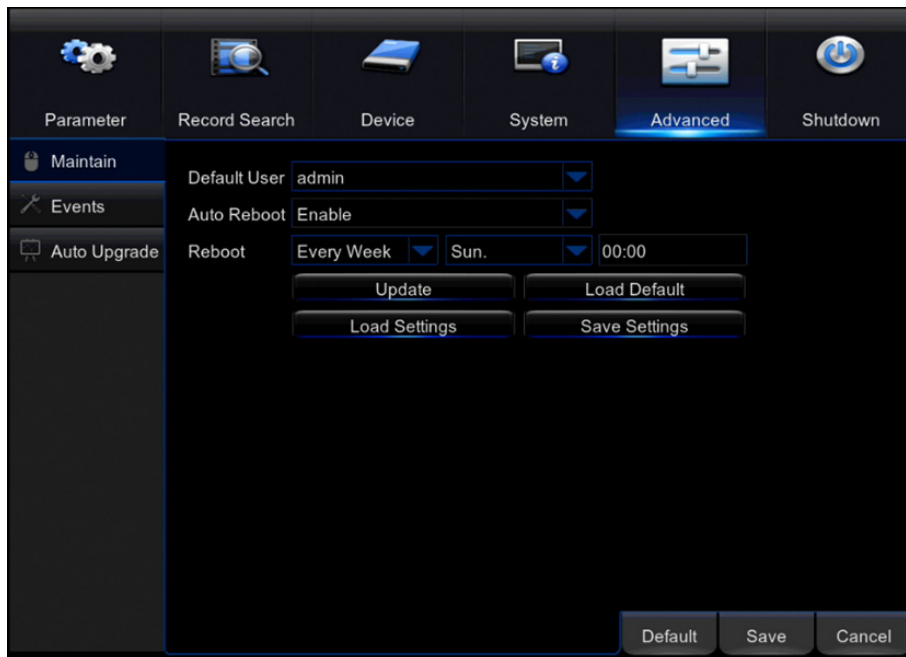 Parameter Record Search Device System Advanced Shutdown
Maintain
Events
Auto Upgrade
Default User admin
Auto Reboot Enable
Reboot Every Week Sun. 00:00
Update Load Default
Load Settings Save Settings
Default Save Cancel